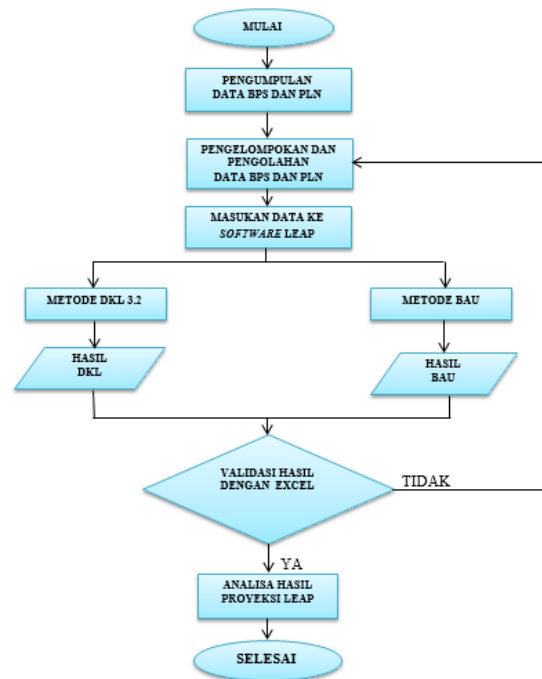 MULAI
PENGUMPULAN
DATA BPS DAN PLN
PENGELOMPOKAN DAN
PENGOLAHAN
DATA BPS DAN PLN
MASUKAN DATA KE
SOFTWARE LEAP
METODE DKL 3.2
METODE BAU
HASIL
DKL
HASIL
BAU
VALIDASI HASIL
DENGAN EXCEL
TIDAK
YA
ANALISA HASIL
PROYEKSI LEAP
SELESAI